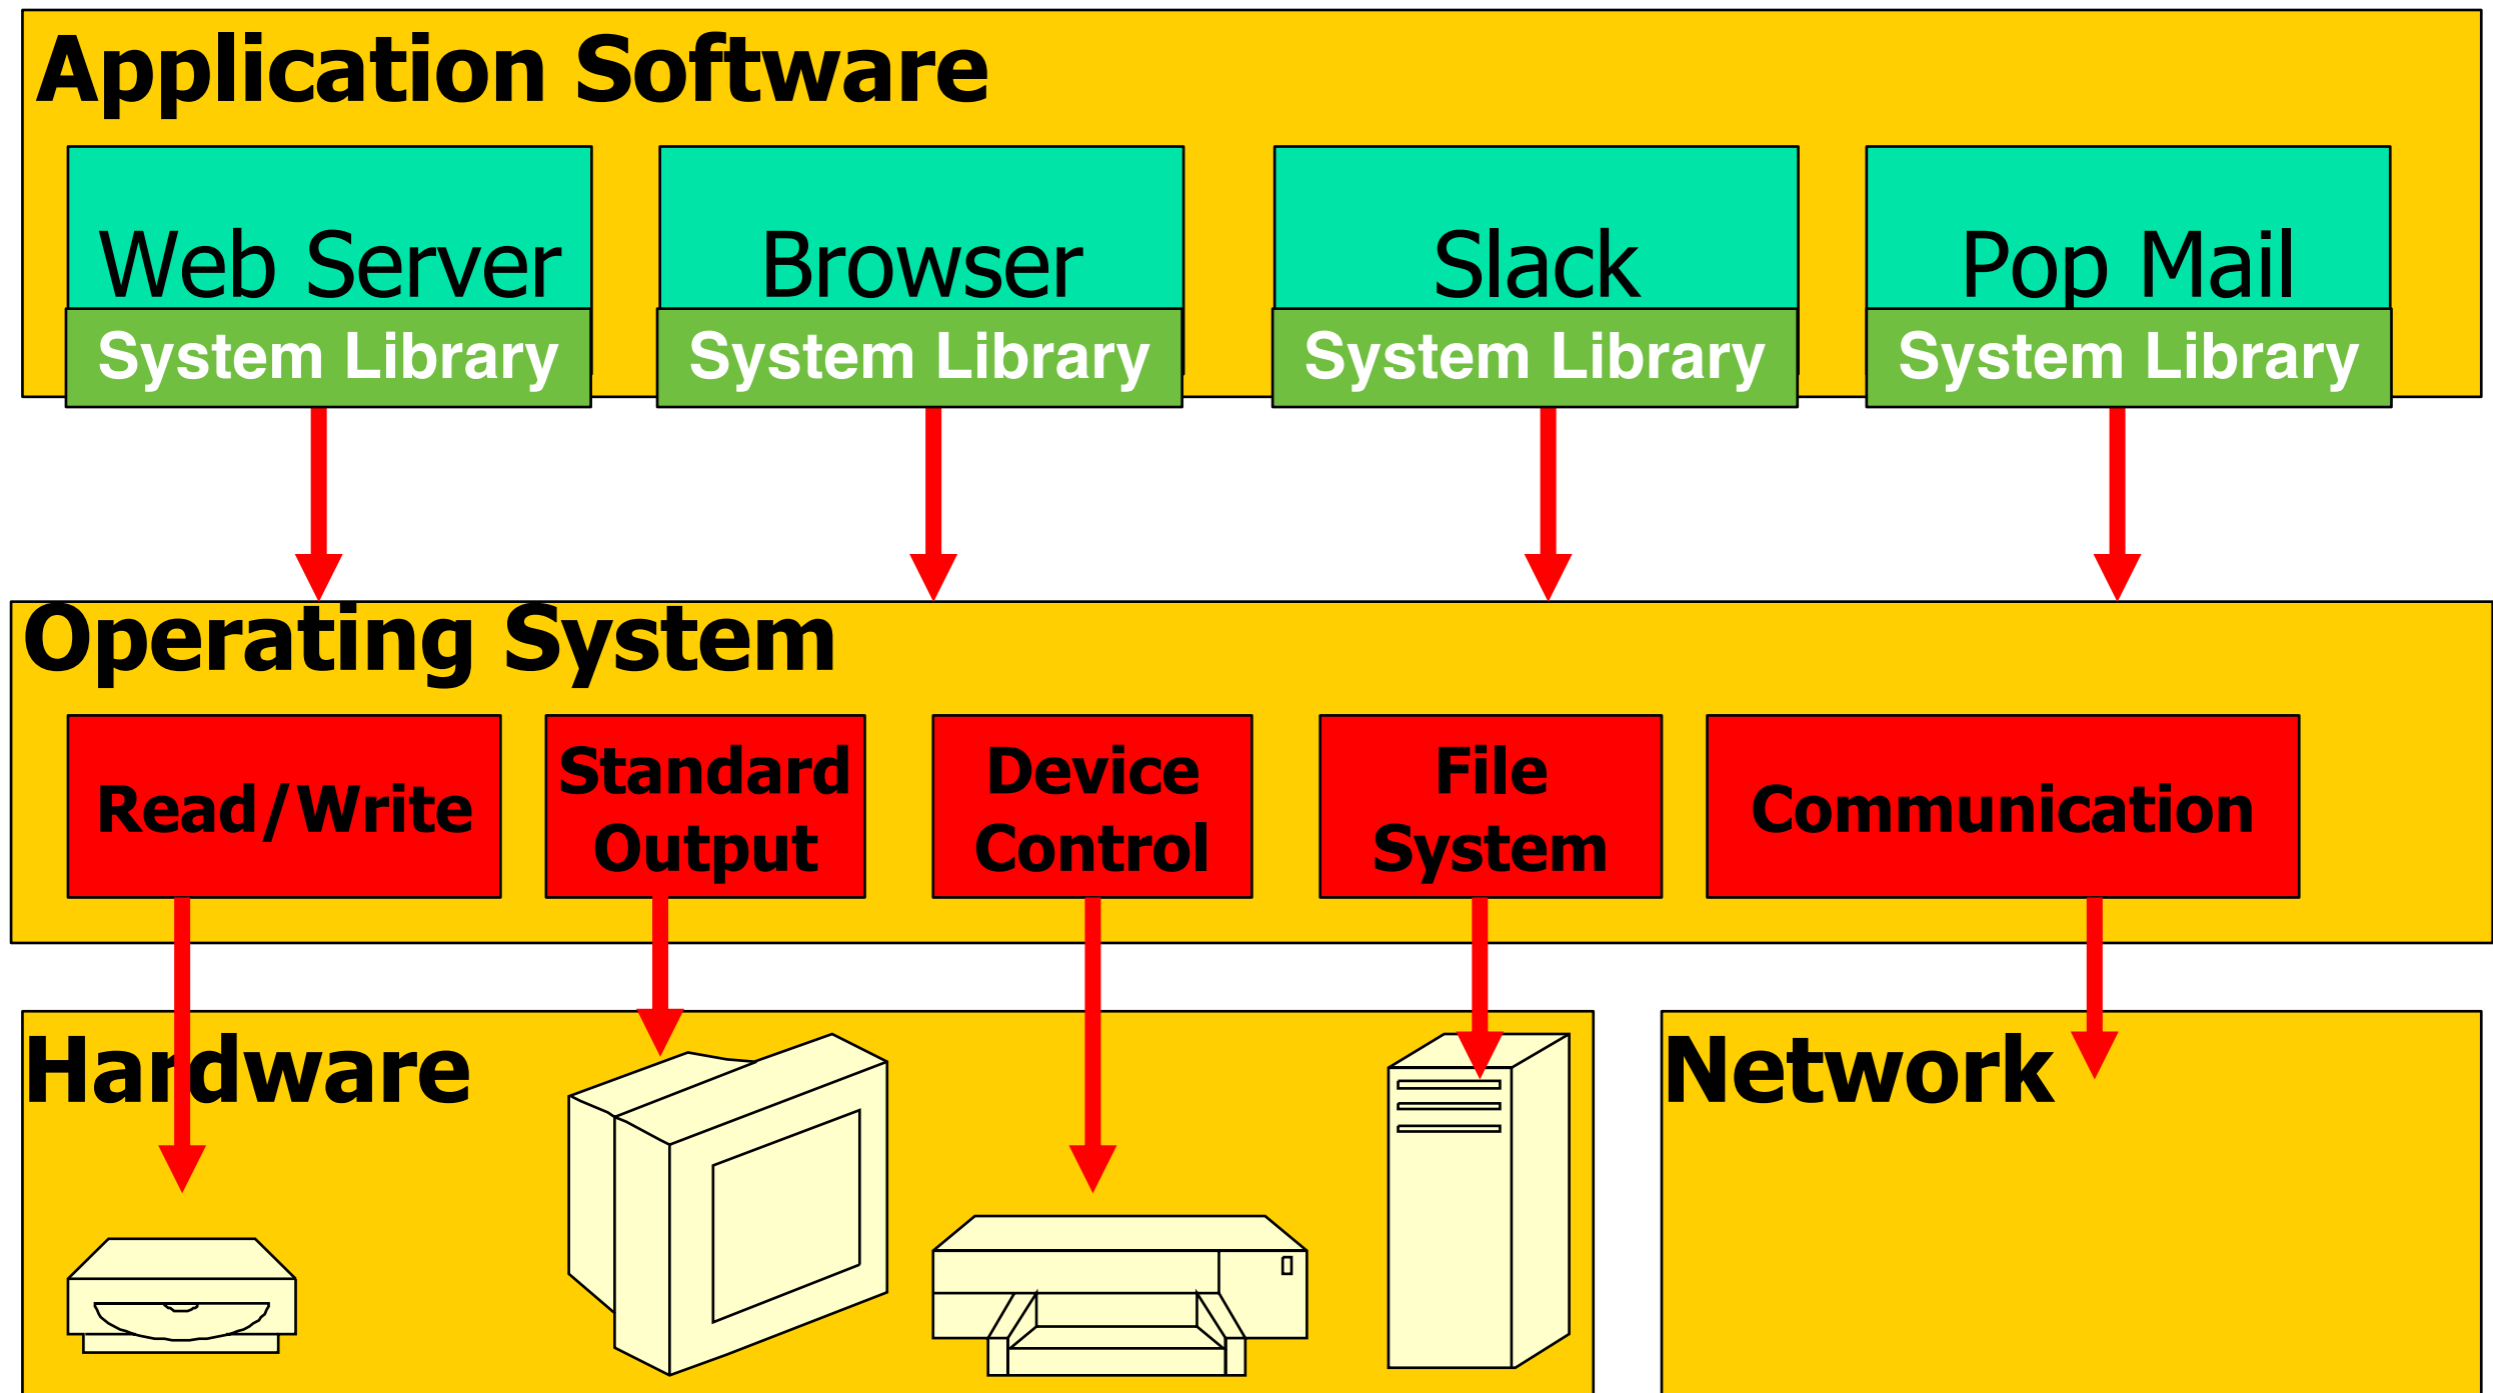 Application Software
Web Server
Browser
Slack
Pop Mail
System Library
System Library
System Library
System Library
Operating System
Read/Write
Standard
Output
Device
Control
File
System
Communication
Hardware
Network